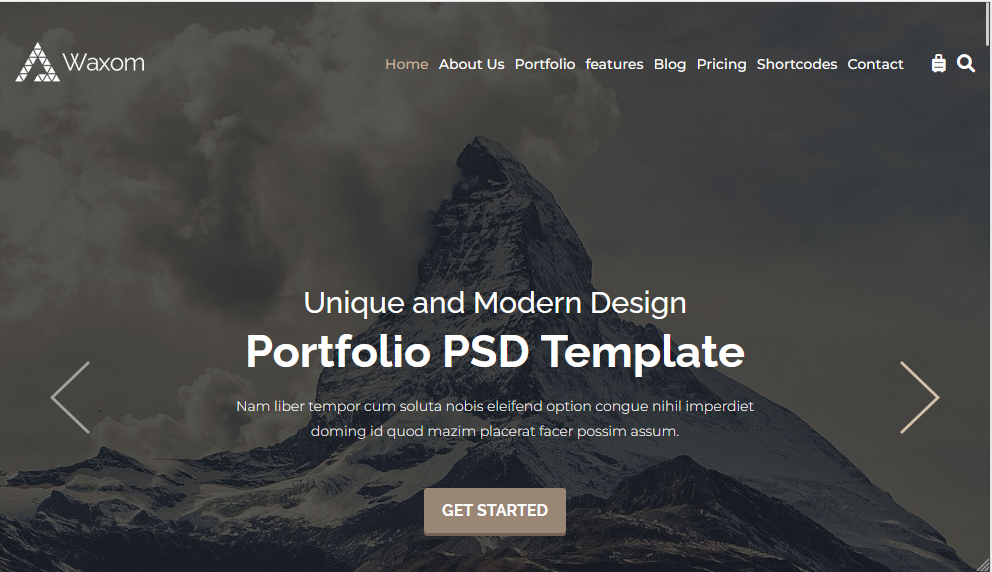 Waxom
Home About Us Portfolio features Blog Pricing Shortcodes Contact
Unique and Modern Design
Portfolio PSD Template
Nam liber tempor cum soluta nobis eleifend option congue nihil imperdiet
doming id quod mazim placerat facer possim assum.
GET STARTED